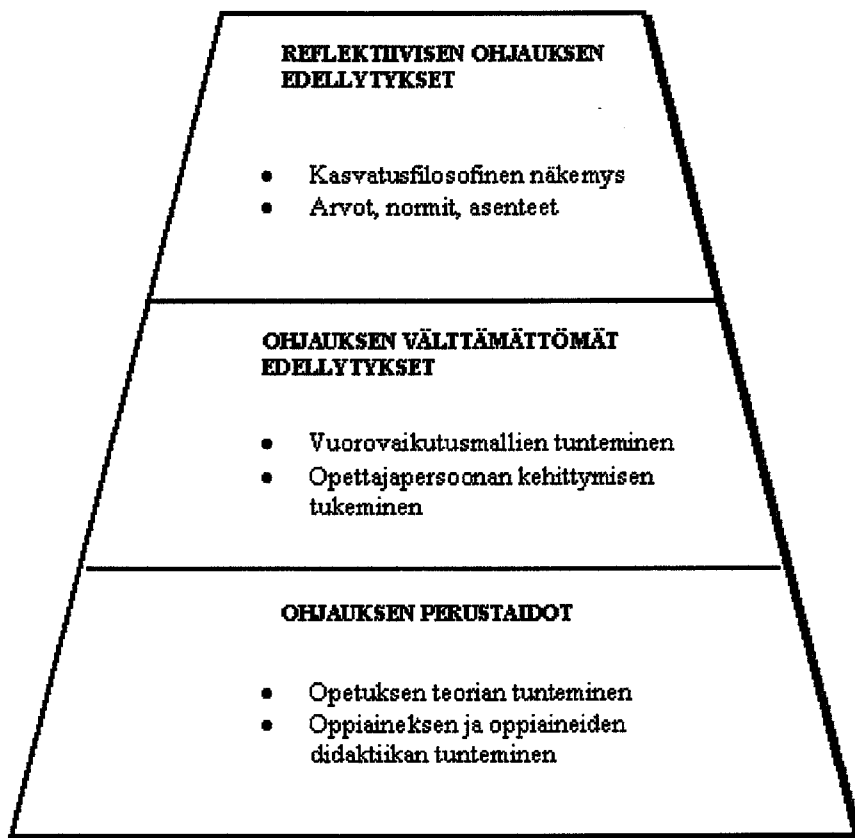 REFLEKTIIVISEN OHJAUKSEN
EDELLYTYKSET
• Kasvatusfilosofinen näkemys
• Arvot, normit, asenteet
OHJAUKSEN VÄLTTÄMÄTTÖMÄT
EDELLYTYKSET
• Vuorovaikutusmallien tunteminen
• Opettajapersoonan kehittymisen
tukeminen
OHJAUKSEN PERUSTAIDOT
• Opetuksen teorian tunteminen
• Oppiaineksen ja oppiaineiden
didaktiikan tunteminen